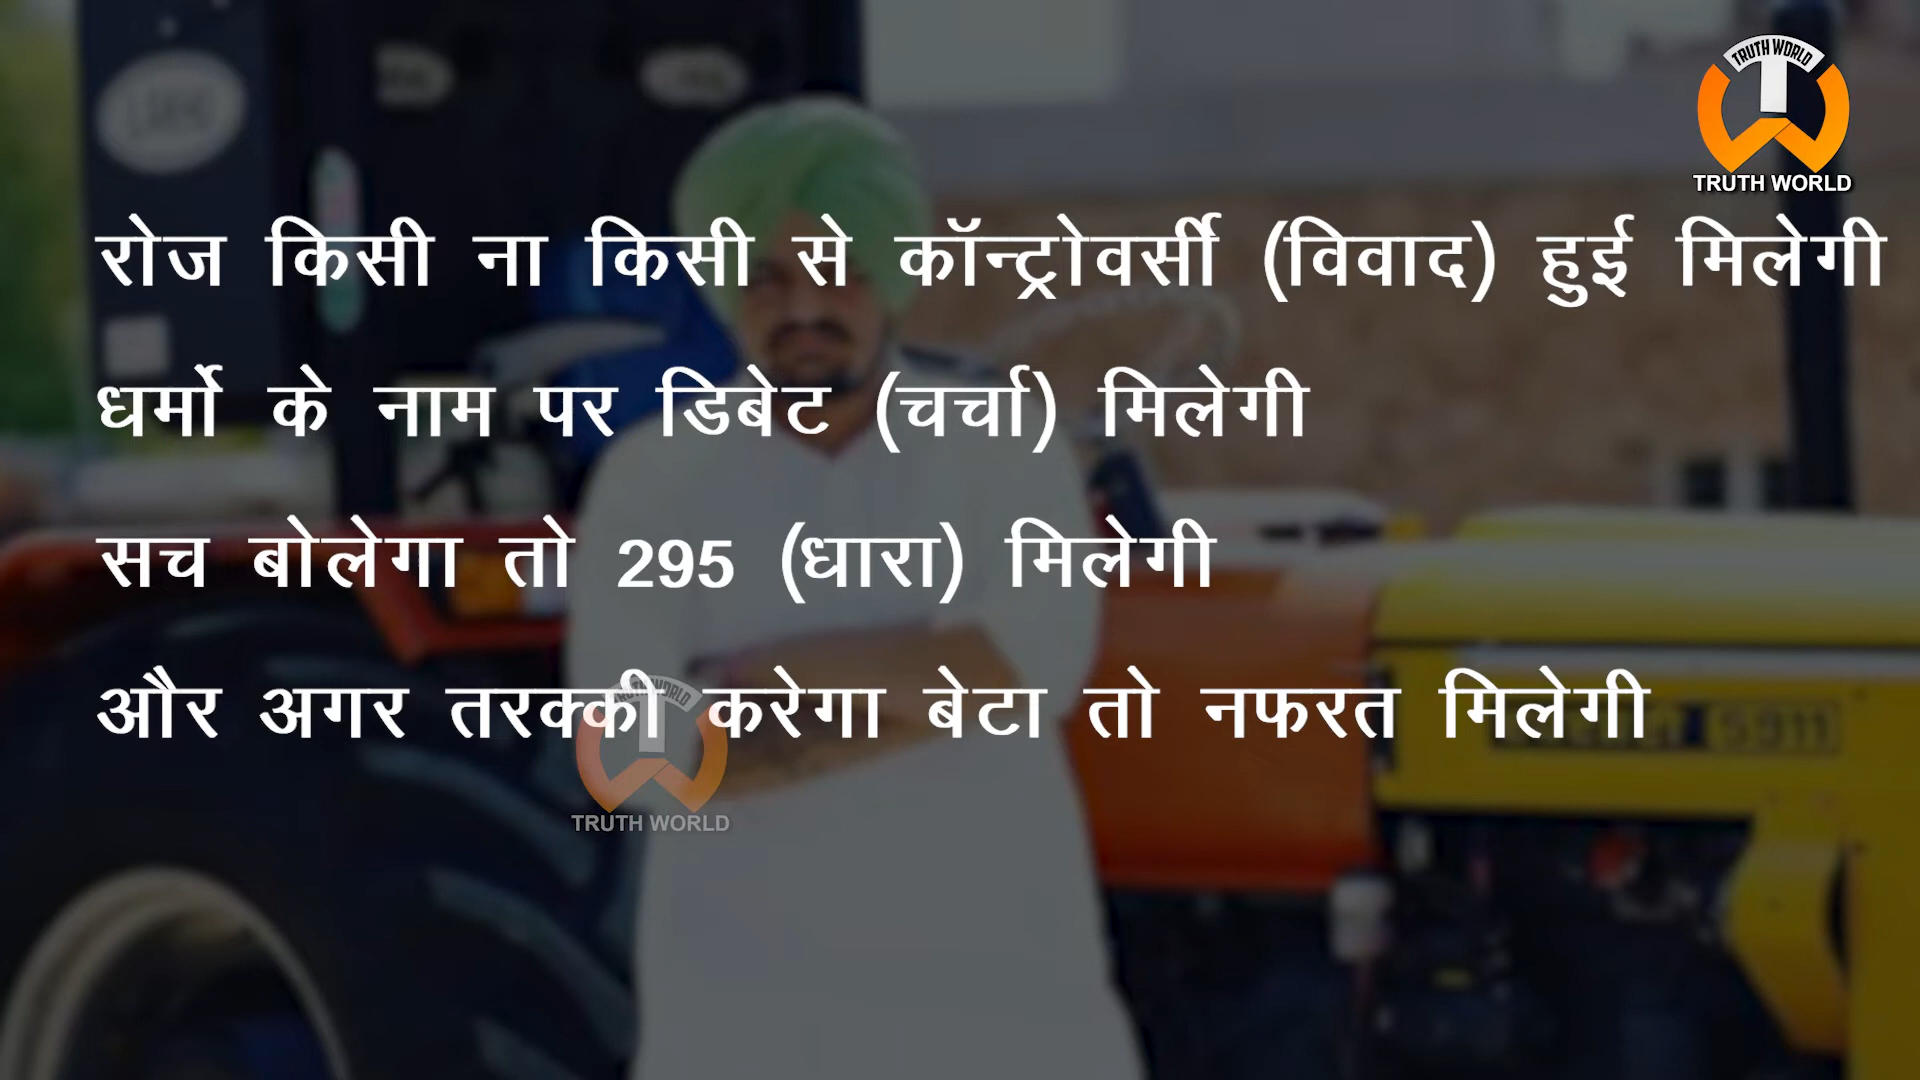 TRUTH WORLD
TRUTH WORLD
रोज किसी ना किसी से कॉन्ट्रोवर्सी (विवाद) हुई मिलेगी
धर्मो के नाम पर डिबेट (चर्चा) मिलेगी
सच बोलेगा तो 295 (धारा) मिलेगी
और अगर तरक्की करेगा बेटा तो नफरत मिलेगी
TRUTH WORLD
TRUTH WORLD
5911